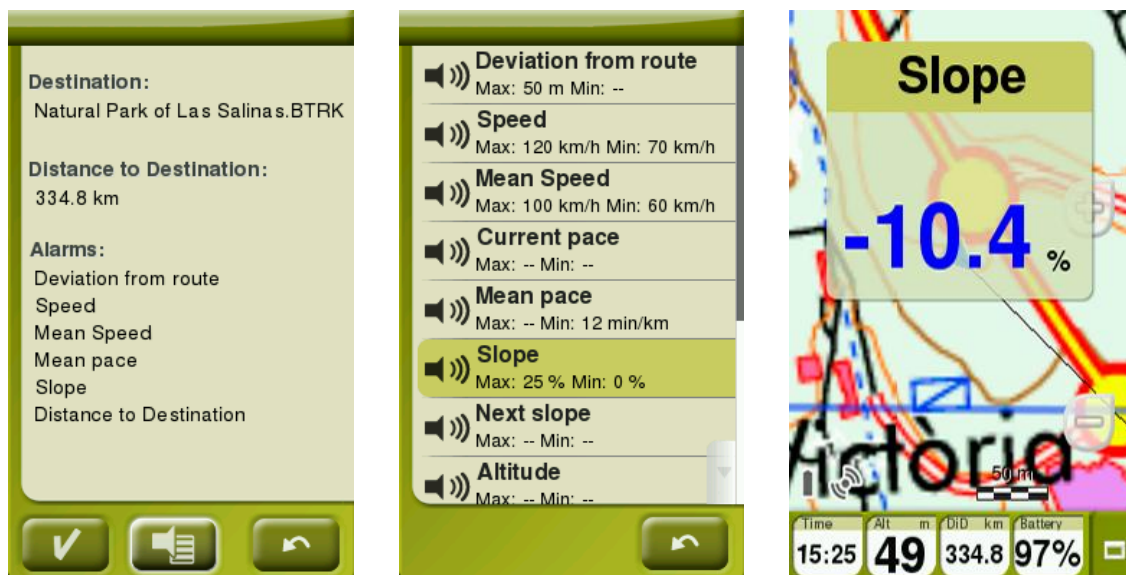 Destination:
Natural Park of Las Salinas.BTRK
Distance to Destination:
334.8 km
Alarms:
Deviation from route
Speed
Mean Speed
Mean pace
Slope
Distance to Destination
Deviation from route
Max: 50 m Min: --
Speed
Max: 120 km/h Min: 70 km/h
Mean Speed
Max: 100 km/h Min: 60 km/h
Current pace
Max: -- Min: --
Mean pace
Max: -- Min: 12 min/km
Slope
Max: 25 % Min: 0 %
Next slope
Max: -- Min: --
Altitude
Max: -- Min: --
Slope
-10.4 %
Victoria
50 m
Time Alt m DiD km Battery
15:25 49 334.8 97%